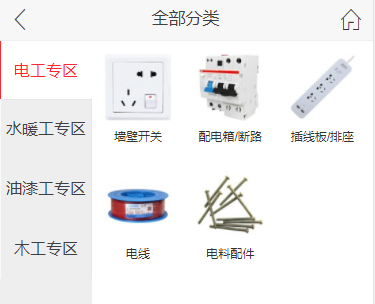 全部分类
电工专区
水暖工专区
油漆工专区
木工专区
墙壁开关
配电箱/断路
插线板/排座
电线
电料配件